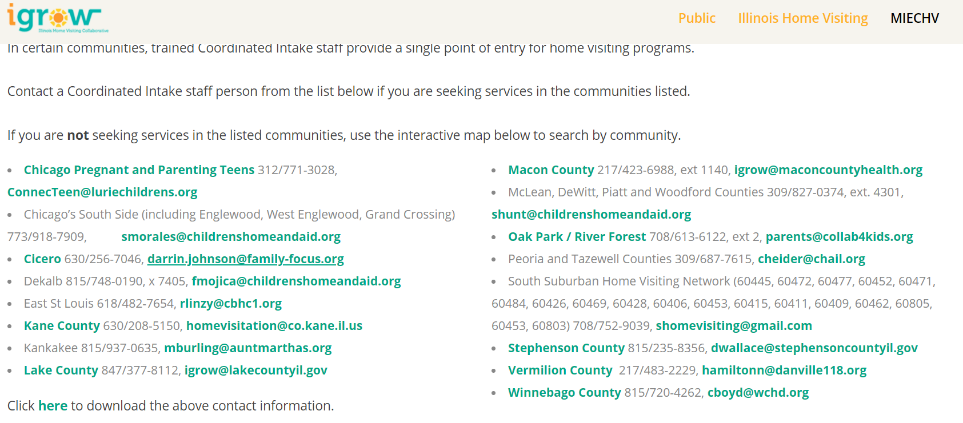 igrow
Illinois Home Visiting Collaborative
Public Illinois Home Visiting MIECHV
In certain communities, trained Coordinated Intake staff provide a single point of entry for home visiting programs.
Contact a Coordinated Intake staff person from the list below if you are seeking services in the communities listed.
If you are not seeking services in the listed communities, use the interactive map below to search by community.
• Chicago Pregnant and Parenting Teens 312/771-3028,
ConnecTeen@luriechildrens.org
• Chicago's South Side (including Englewood, West Englewood, Grand Crossing)
773/918-7909, smorales@childrenshomeandaid.org
• Cicero 630/256-7046, darrin.johnson@family-focus.org
• Dekalb 815/748-0190, x 7405, fmojica@childrenshomeandaid.org
• East St Louis 618/482-7654, rlinzy@cbhc1.org
• Kane County 630/208-5150, homevisitation@co.kane.il.us
• Kankakee 815/937-0635, mburling@auntmarthas.org
• Lake County 847/377-8112, igrow@lakecountyil.gov
• Macon County 217/423-6988, ext 1140, igrow@maconcountyhealth.org
• McLean, DeWitt, Piatt and Woodford Counties 309/827-0374, ext. 4301,
shunt@childrenshomeandaid.org
• Oak Park / River Forest 708/613-6122, ext 2, parents@collab4kids.org
• Peoria and Tazewell Counties 309/687-7615, cheider@chail.org
• South Suburban Home Visiting Network (60445, 60472, 60477, 60452, 60471,
60484, 60426, 60469, 60428, 60406, 60453, 60415, 60411, 60409, 60462, 60805,
60453, 60803) 708/752-9039, shomevisiting@gmail.com
• Stephenson County 815/235-8356, dwallace@stephensoncountyil.gov
• Vermilion County 217/483-2229, hamiltonn@danville118.org
• Winnebago County 815/720-4262, cboyd@wchd.org
Click here to download the above contact information.